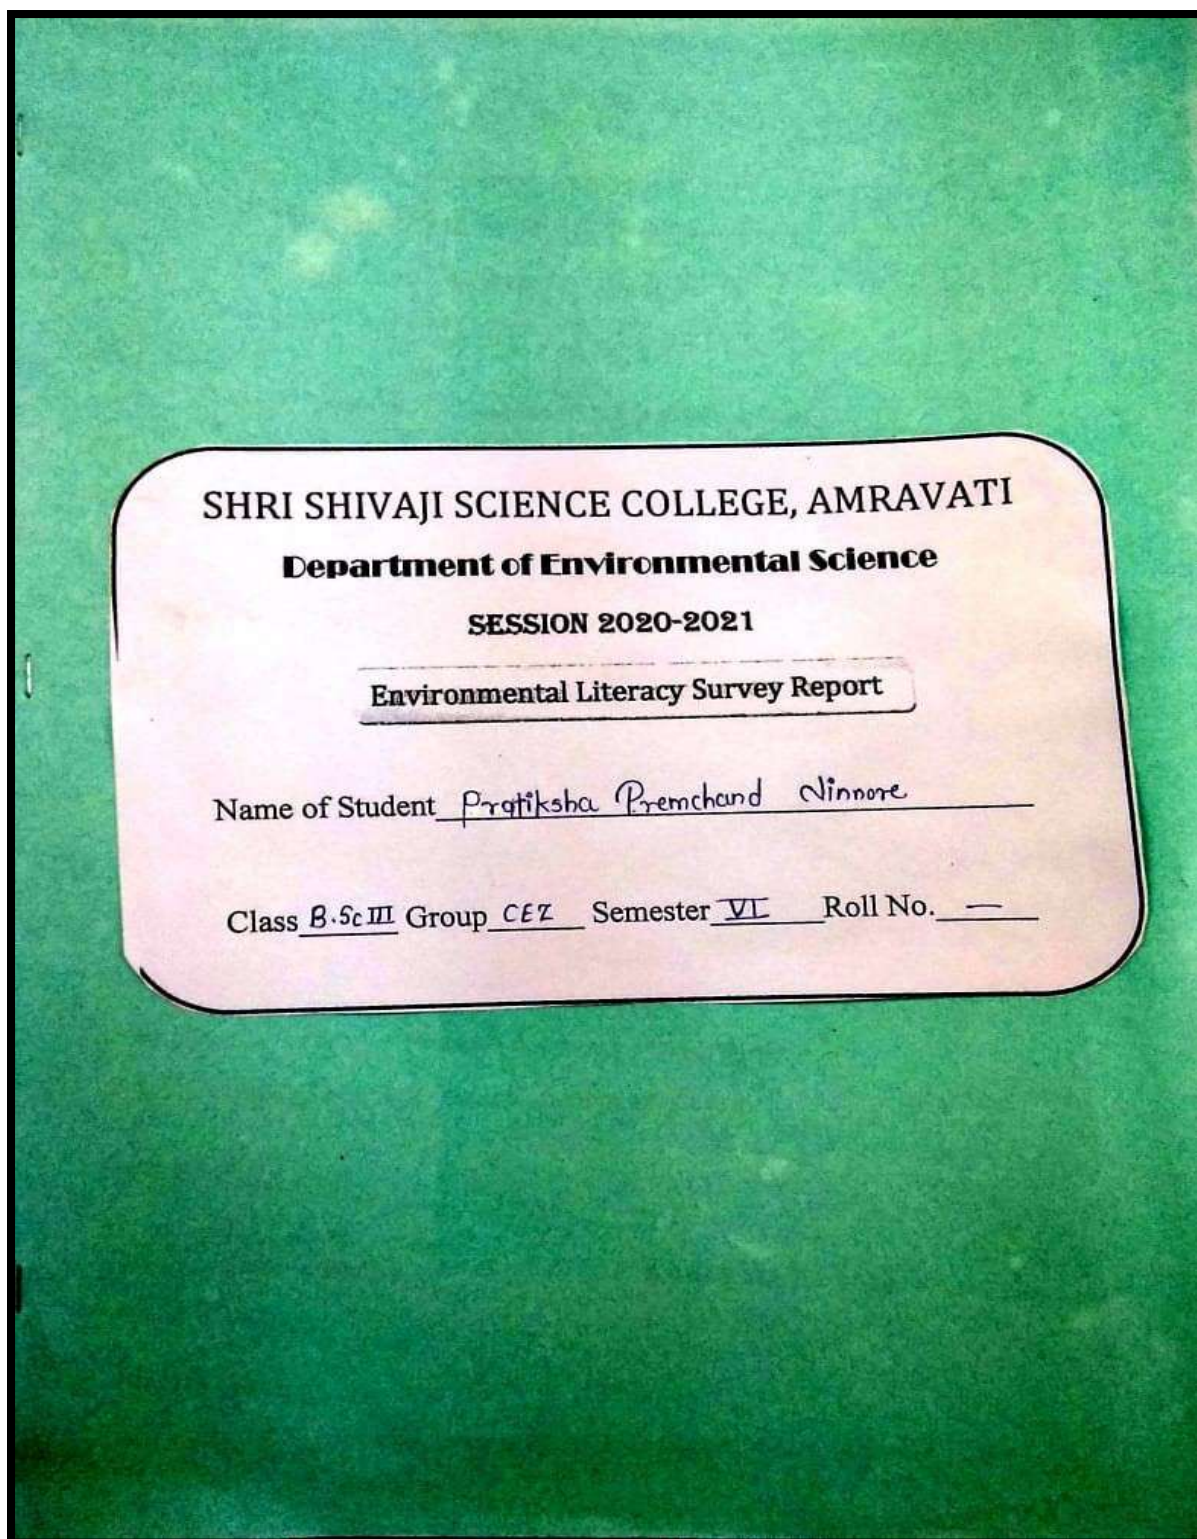 SHRI SHIVAJI SCIENCE COLLEGE, AMRAVATI
Department of Environmental Science
SESSION 2020-2021
Environmental Literacy Survey Report
Name of Student Pratiksha Premchand Ninnore
Class B.Sc III Group CEZ Semester VI Roll No. —